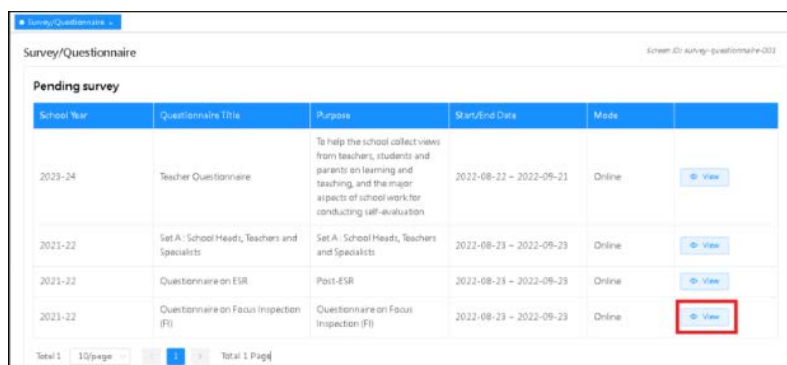 Survey/Questionnaire
Survey/Questionnaire
Screen ID: survey-questionnaire-001
Pending survey
School Year Questionnaire Title Purpose Start/End Date Mode
2023-24 Teacher Questionnaire To help the school collect views from teachers, students and parents on learning and teaching, and the major aspects of school work for conducting self-evaluation 2022-08-22 ~ 2022-09-21 Online View
2021-22 Set A : School Heads, Teachers and Specialists Set A : School Heads, Teachers and Specialists 2022-08-23 ~ 2022-09-23 Online View
2021-22 Questionnaire on ESR Post-ESR 2022-08-23 ~ 2022-09-23 Online View
2021-22 Questionnaire on Focus Inspection (FI) Questionnaire on Focus Inspection (FI) 2022-08-23 ~ 2022-09-23 Online View
Total 1 10/page 1 Total 1 Page